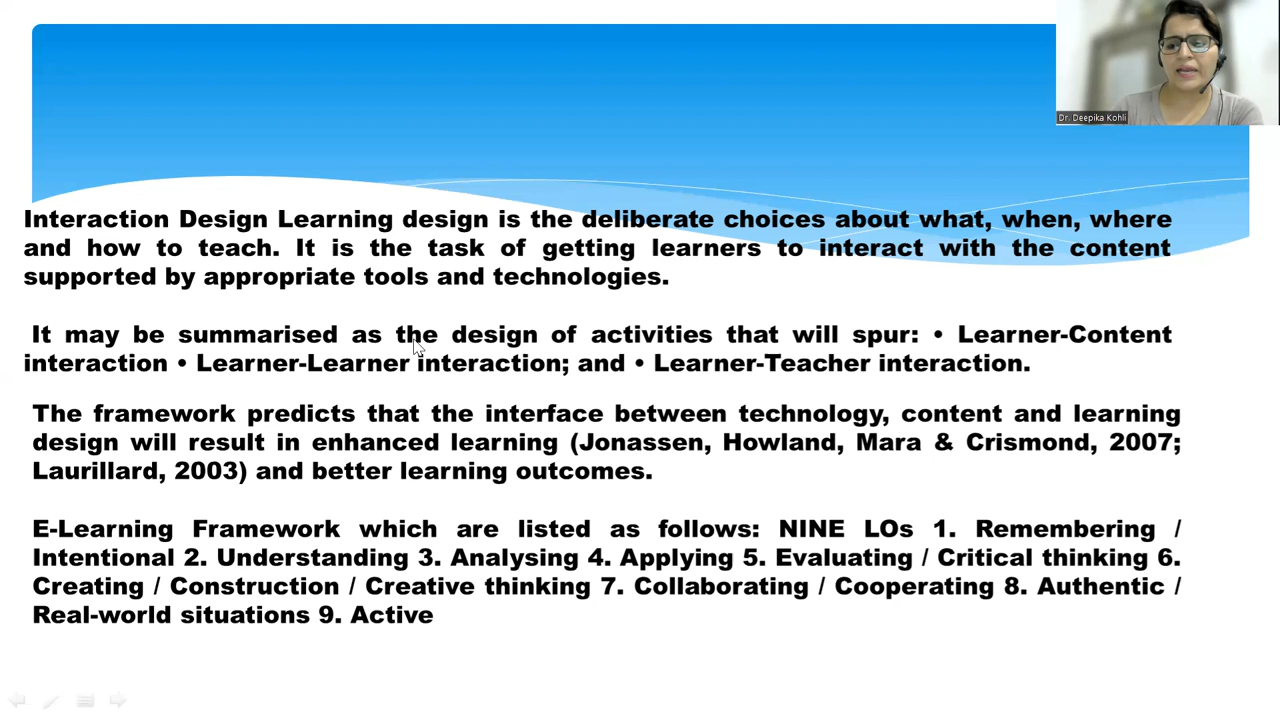 Dr. Deepika Kohli
Interaction Design Learning design is the deliberate choices about what, when, where
and how to teach. It is the task of getting learners to interact with the content
supported by appropriate tools and technologies.
It may be summarised as the design of activities that will spur: • Learner-Content
interaction • Learner-Learner interaction; and • Learner-Teacher interaction.
The framework predicts that the interface between technology, content and learning
design will result in enhanced learning (Jonassen, Howland, Mara & Crismond, 2007;
Laurillard, 2003) and better learning outcomes.
E-Learning Framework which are listed as follows: NINE LOs 1. Remembering /
Intentional 2. Understanding 3. Analysing 4. Applying 5. Evaluating / Critical thinking 6.
Creating / Construction / Creative thinking 7. Collaborating / Cooperating 8. Authentic /
Real-world situations 9. Active